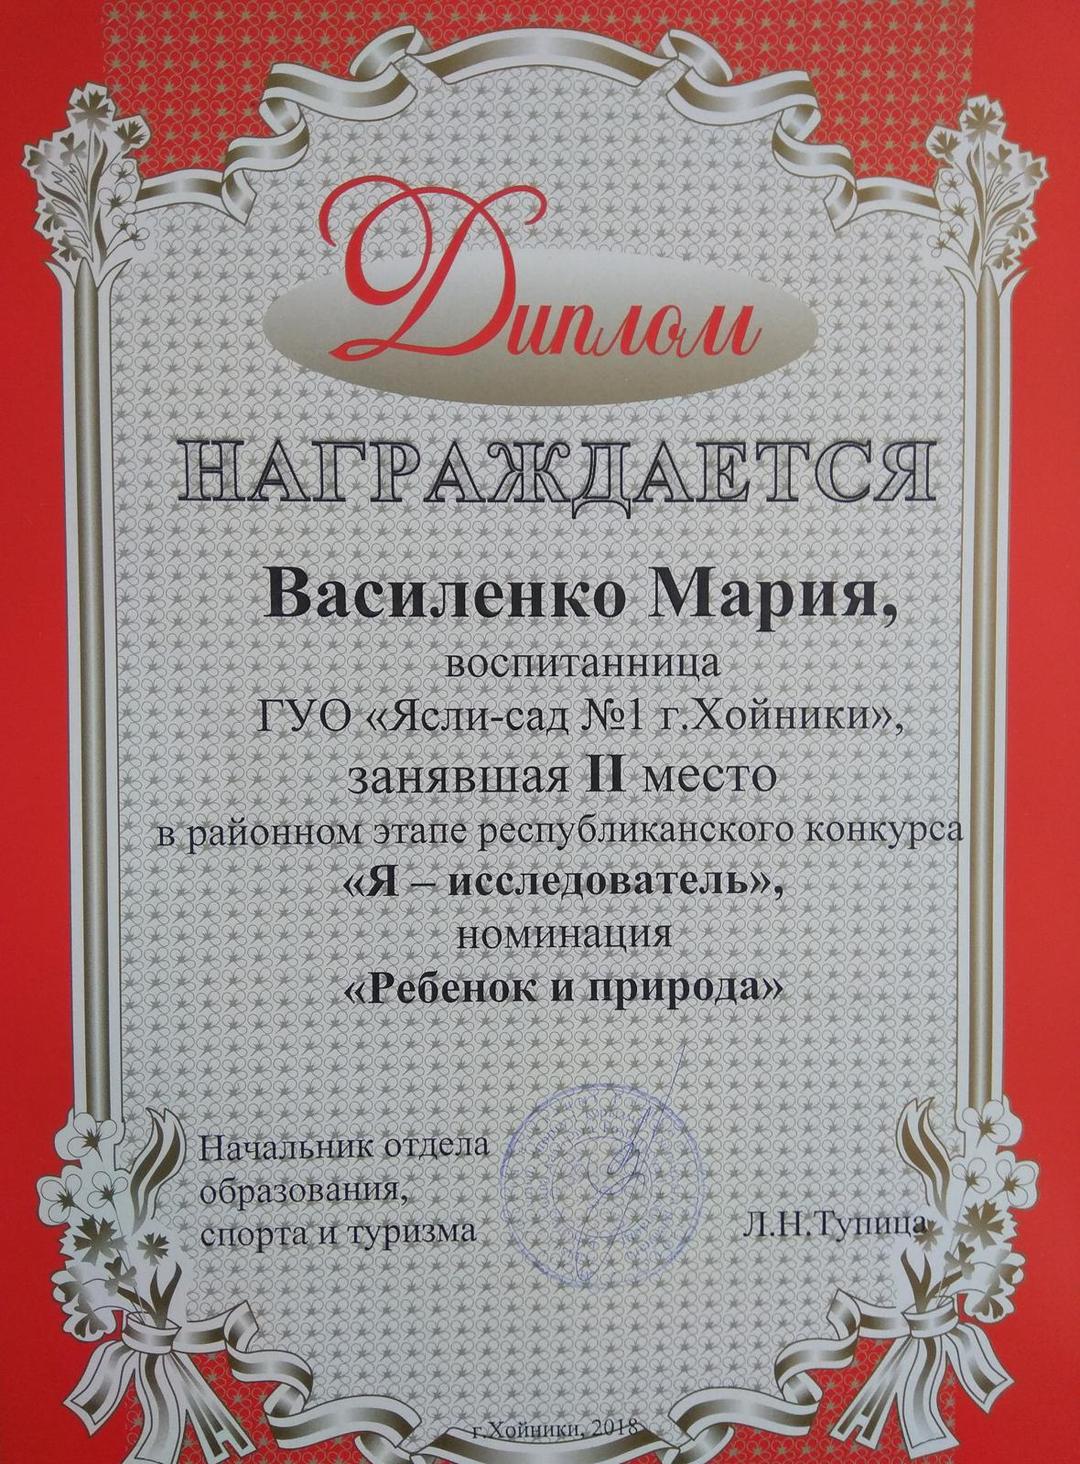 Диплом
НАГРАЖДАЕТСЯ
Василенко Мария,
воспитанница
ГУО «Ясли-сад №1 г.Хойники»,
занявшая II место
в районном этапе республиканского конкурса
«Я – исследователь»,
номинация
«Ребенок и природа»
Начальник отдела
образования,
спорта и туризма
Л.Н.Тупица
г.Хойники, 2018